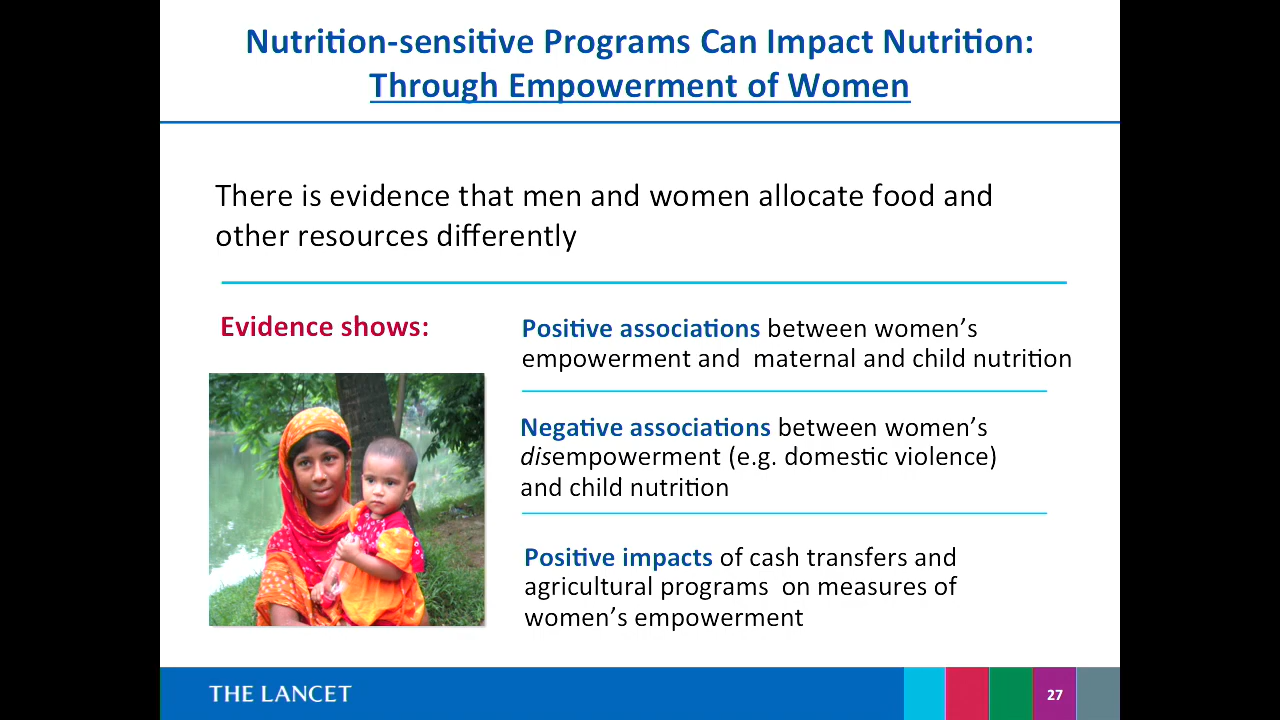 Nutrition-sensitive Programs Can Impact Nutrition:
Through Empowerment of Women
There is evidence that men and women allocate food and
other resources differently
Evidence shows:
Positive associations between women’s
empowerment and maternal and child nutrition
Negative associations between women’s
disempowerment (e.g. domestic violence)
and child nutrition
Positive impacts of cash transfers and
agricultural programs on measures of
women’s empowerment
THE LANCET
27